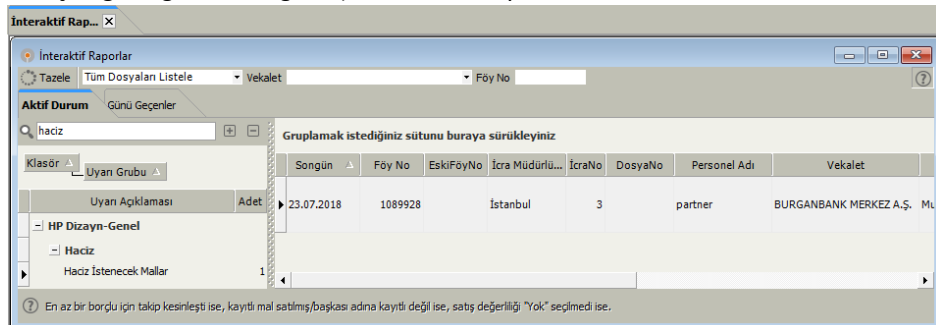 İnteraktif Rap...
İnteraktif Raporlar
Tazele Tüm Dosyaları Listele Vekalet Föy No
Aktif Durum Günü Geçenler
haciz
Gruplamak istediğiniz sütunu buraya sürükleyiniz
Klasör
Uyarı Grubu
Songün Föy No EskiFöyNo İcra Müdürlü... İcraNo DosyaNo Personel Adı Vekalet
Uyarı Açıklaması Adet
23.07.2018 1089928 İstanbul 3 partner BURGANBANK MERKEZ A.Ş. Mu
HP Dizayn-Genel
Haciz
Haciz İstenecek Mallar 1
En az bir borçlu için takip kesinleşti ise, kayıtlı mal satılmış/başkası adına kayıtlı değil ise, satış değerliliği "Yok" seçilmedi ise.